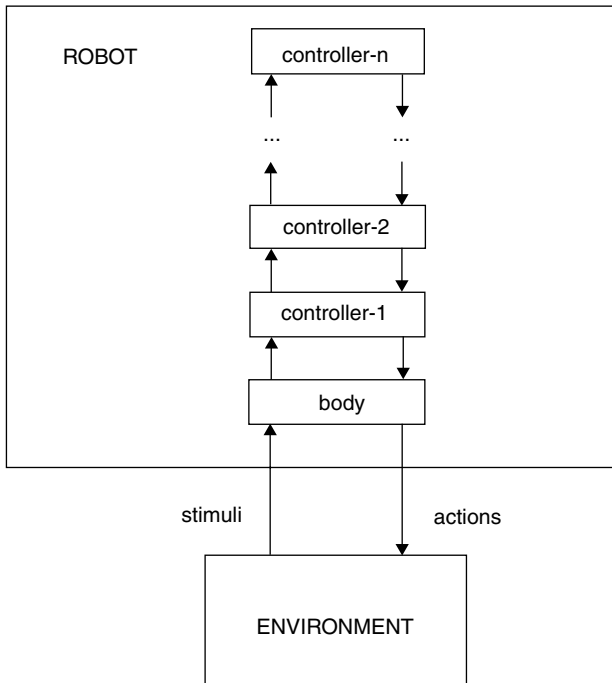 ROBOT
controller-n
... ...
controller-2
controller-1
body
stimuli
actions
ENVIRONMENT